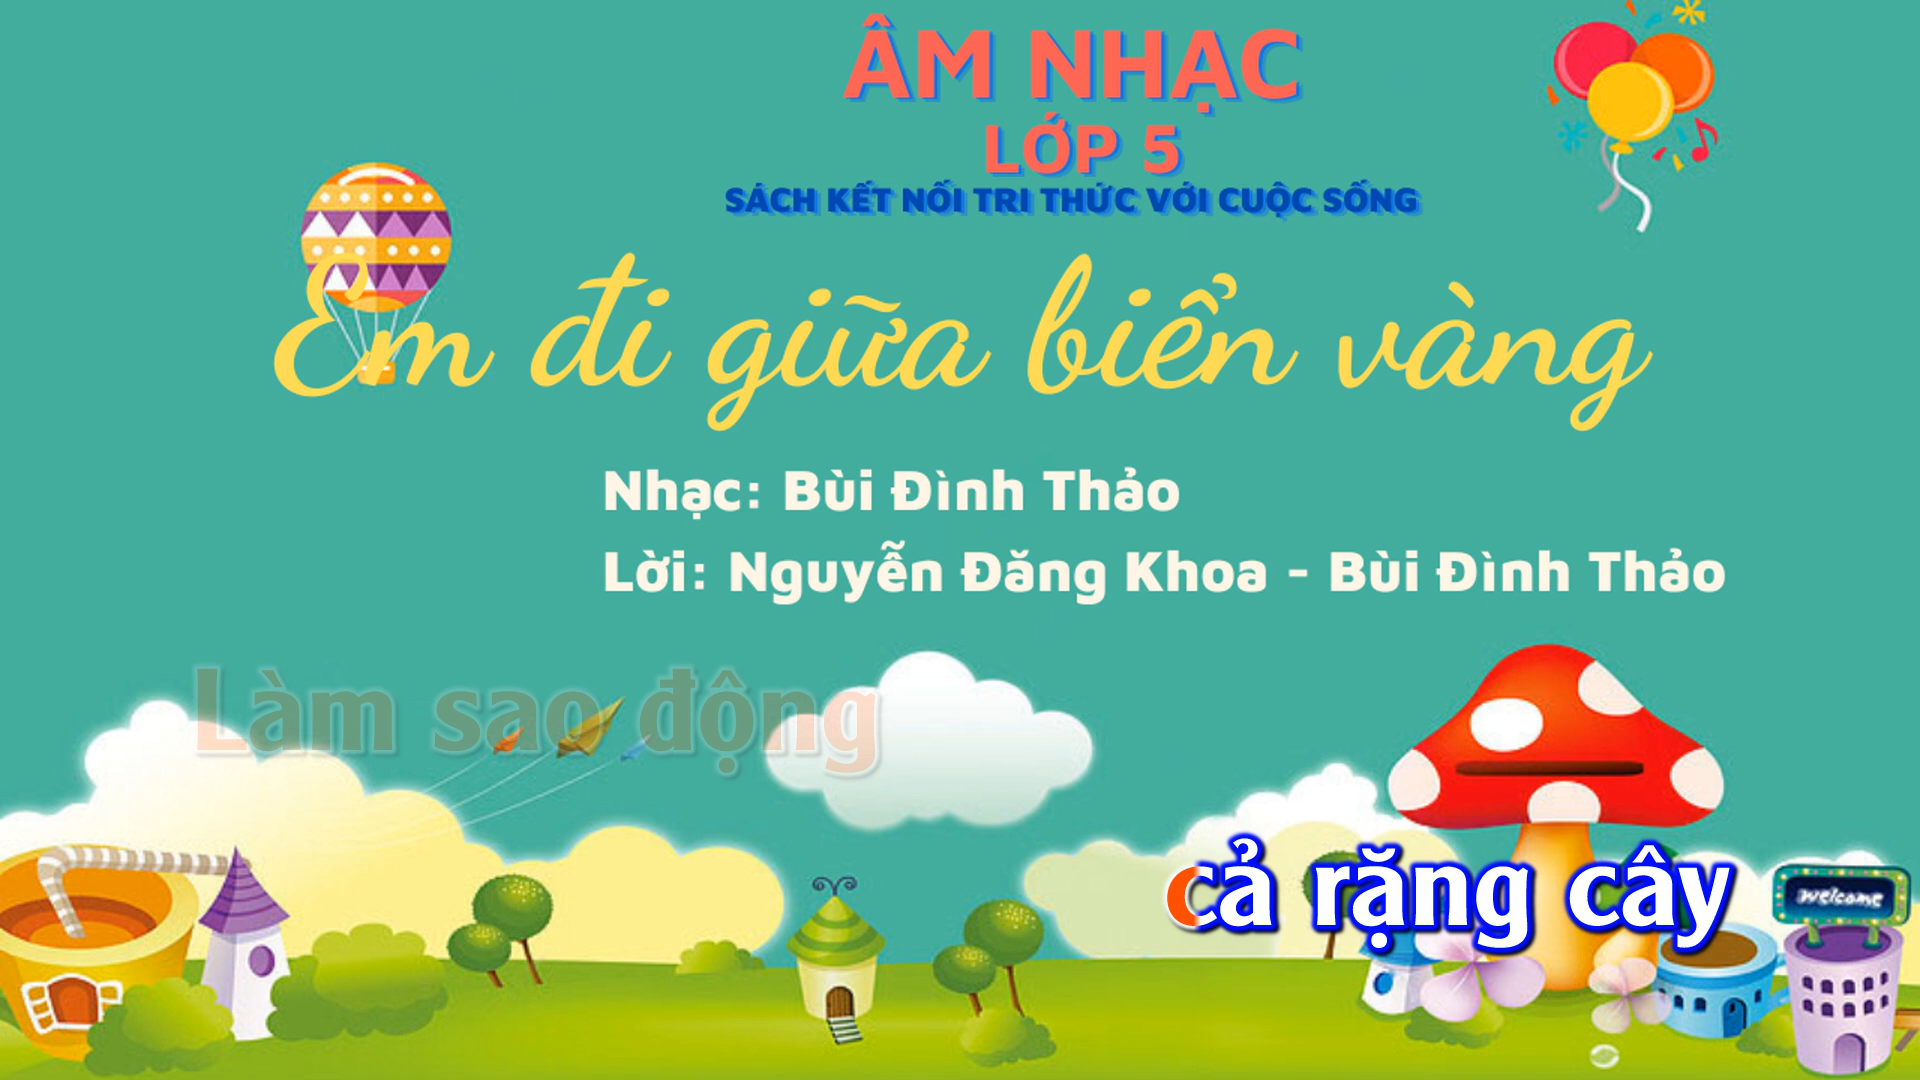 ÂM NHẠC
LỚP 5
SÁCH KẾT NỐI TRI THỨC VỚI CUỘC SỐNG
Em đi giữa biển vàng
Nhạc: Bùi Đình Thảo
Lời: Nguyễn Đăng Khoa - Bùi Đình Thảo
Làm sao động
cả rặng cây
welcome